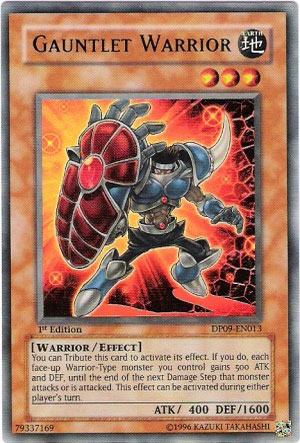 GAUNTLET WARRIOR
EARTH
地
1st Edition
DP09-EN013
[WARRIOR/EFFECT]
You can Tribute this card to activate its effect. If you do, each
face-up Warrior-Type monster you control gains 500 ATK
and DEF, until the end of the next Damage Step that monster
attacks or is attacked. This effect can be activated during either
player's turn.
ATK/ 400 DEF/1600
79337169
©1996 KAZUKI TAKAHASHI